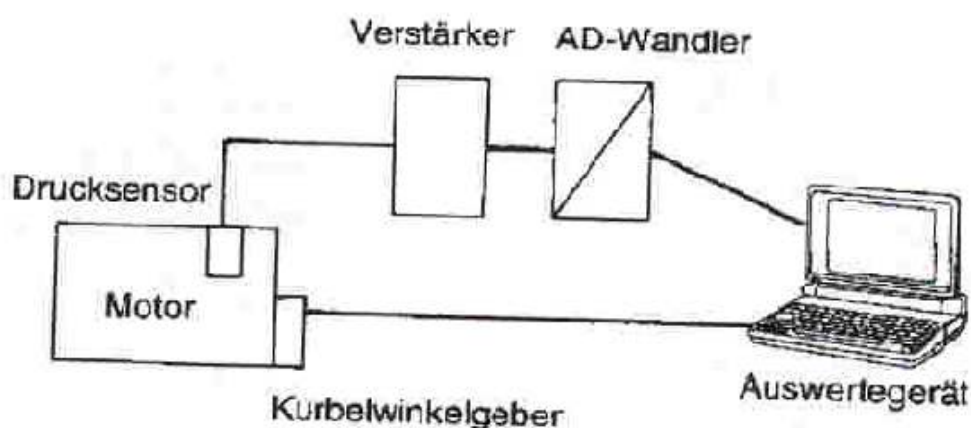 Verstärker AD-Wandler
Drucksensor
Motor
Auswertegerät
Kurbelwinkelgeber